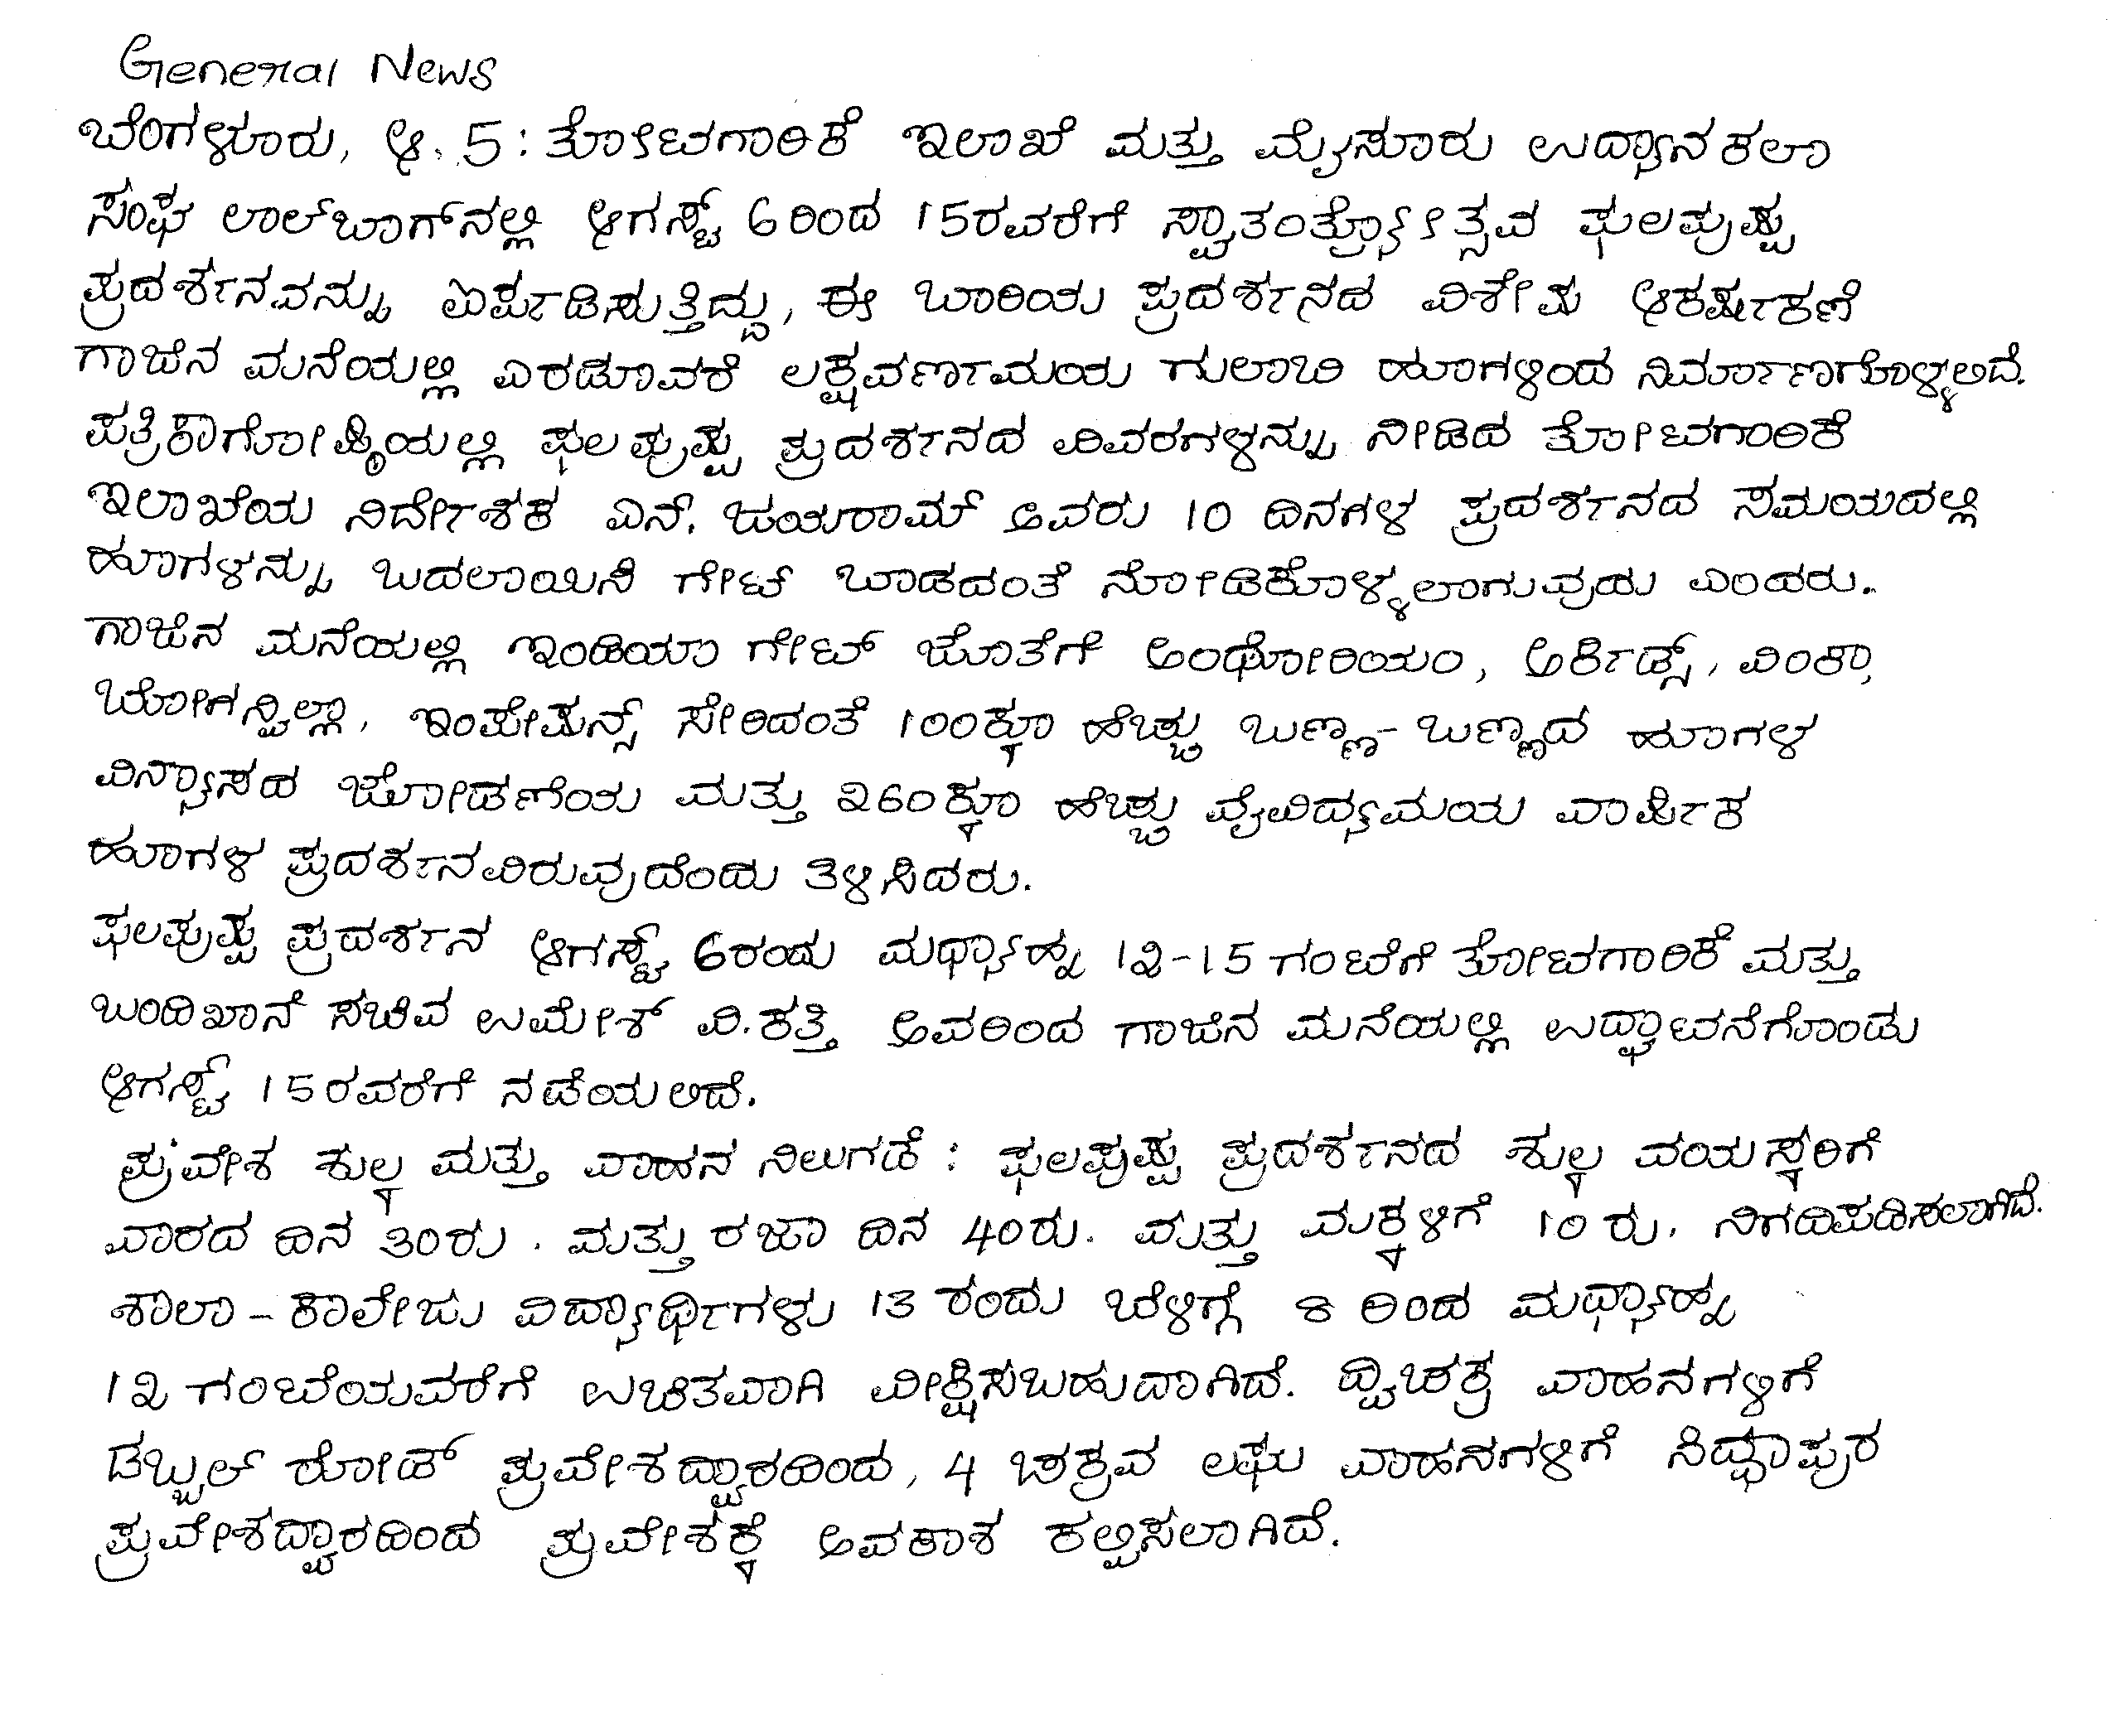 General News
ಬೆಂಗಳೂರು, ಆ. 5: ತೋಟಗಾರಿಕೆ ಇಲಾಖೆ ಮತ್ತು ಮೈಸೂರು ಉದ್ಯಾನಕಲಾ
ಸಂಘ ಲಾಲ್‌ಬಾಗ್‌ನಲ್ಲಿ ಆಗಸ್ಟ್ 6ರಿಂದ 15ರವರೆಗೆ ಸ್ವಾತಂತ್ರ್ಯೋತ್ಸವ ಫಲಪುಷ್ಪ
ಪ್ರದರ್ಶನವನ್ನು ಏರ್ಪಡಿಸುತ್ತಿದ್ದು, ಈ ಬಾರಿಯ ಪ್ರದರ್ಶನದ ವಿಶೇಷ ಆಕರ್ಷಕಣೆ
ಗಾಜಿನ ಮನೆಯಲ್ಲಿ ಎರಡೂವರೆ ಲಕ್ಷವರ್ಣಮಯ ಗುಲಾಬಿ ಹೂಗಳಿಂದ ನಿರ್ಮಾಣಗೊಳ್ಳಲಿದೆ.
ಪತ್ರಿಕಾಗೋಷ್ಠಿಯಲ್ಲಿ ಫಲಪುಷ್ಪ ಪ್ರದರ್ಶನದ ವಿವರಗಳನ್ನು ನೀಡಿದ ತೋಟಗಾರಿಕೆ
ಇಲಾಖೆಯ ನಿರ್ದೇಶಕ ಎನ್. ಜಯರಾಮ್ ಅವರು 10 ದಿನಗಳ ಪ್ರದರ್ಶನದ ಸಮಯದಲ್ಲಿ
ಹೂಗಳನ್ನು ಬದಲಾಯಿಸಿ ಗೇಟ್ ಬಾಡದಂತೆ ನೋಡಿಕೊಳ್ಳಲಾಗುವುದು ಎಂದರು.
ಗಾಜಿನ ಮನೆಯಲ್ಲಿ ಇಂಡಿಯಾ ಗೇಟ್ ಜೊತೆಗೆ ಅಂಥೋರಿಯಂ, ಆರ್ಕಿಡ್ಸ್, ವಿಂಕಾ,
ಬೋಗನ್ವಿಲ್ಲಾ, ಇಂಪೇಷನ್ಸ್ ಸೇರಿದಂತೆ 100ಕ್ಕೂ ಹೆಚ್ಚು ಬಣ್ಣ-ಬಣ್ಣದ ಹೂಗಳ
ವಿನ್ಯಾಸದ ಜೋಡಣೆಯ ಮತ್ತು 260ಕ್ಕೂ ಹೆಚ್ಚು ವೈವಿದ್ಯಮಯ ವಾರ್ಷಿಕ
ಹೂಗಳ ಪ್ರದರ್ಶನವಿರುವುದೆಂದು ತಿಳಿಸಿದರು.
ಫಲಪುಷ್ಪ ಪ್ರದರ್ಶನ ಆಗಸ್ಟ್ 6ರಂದು ಮಧ್ಯಾಹ್ನ 12-15 ಗಂಟೆಗೆ ತೋಟಗಾರಿಕೆ ಮತ್ತು
ಬಂದಿಖಾನೆ ಸಚಿವ ಉಮೇಶ್ ವಿ.ಕತ್ತಿ ಅವರಿಂದ ಗಾಜಿನ ಮನೆಯಲ್ಲಿ ಉದ್ಘಾಟನೆಗೊಂಡು
ಆಗಸ್ಟ್ 15ರವರೆಗೆ ನಡೆಯಲಿದೆ.
ಪ್ರವೇಶ ಶುಲ್ಕ ಮತ್ತು ವಾಹನ ನಿಲುಗಡೆ : ಫಲಪುಷ್ಪ ಪ್ರದರ್ಶನದ ಶುಲ್ಕ ವಯಸ್ಕರಿಗೆ
ವಾರದ ದಿನ 30ರು. ಮತ್ತು ರಜಾ ದಿನ 40ರು. ಮತ್ತು ಮಕ್ಕಳಿಗೆ 10 ರು. ನಿಗದಿಪಡಿಸಲಾಗಿದೆ.
ಶಾಲಾ - ಕಾಲೇಜು ವಿದ್ಯಾರ್ಥಿಗಳು 13 ರಂದು ಬೆಳಿಗ್ಗೆ 8 ರಿಂದ ಮಧ್ಯಾಹ್ನ
12 ಗಂಟೆಯವರೆಗೆ ಉಚಿತವಾಗಿ ವೀಕ್ಷಿಸಬಹುದಾಗಿದೆ. ದ್ವಿಚಕ್ರ ವಾಹನಗಳಿಗೆ
ಡಬ್ಬಲ್ ರೋಡ್ ಪ್ರವೇಶದ್ವಾರದಿಂದ, 4 ಚಕ್ರವ ಲಘು ವಾಹನಗಳಿಗೆ ಸಿದ್ಧಾಪುರ
ಪ್ರವೇಶದ್ವಾರದಿಂದ ಪ್ರವೇಶಕ್ಕೆ ಅವಕಾಶ ಕಲ್ಪಿಸಲಾಗಿದೆ.